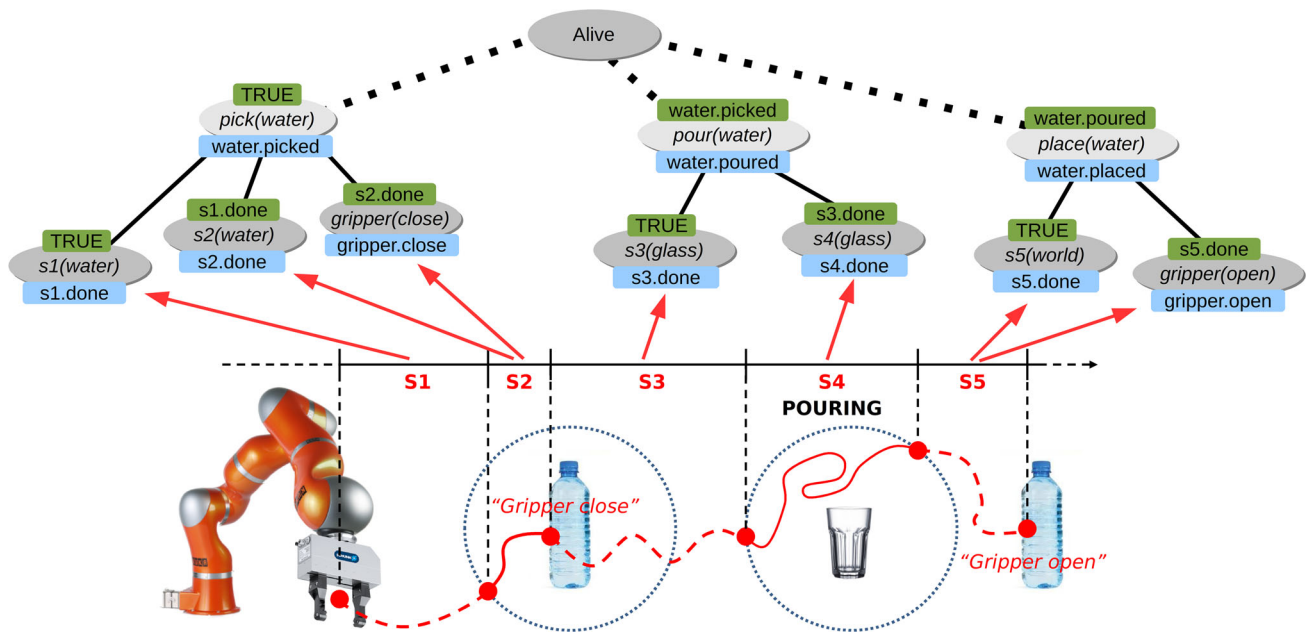 Alive
TRUE
pick(water)
water.picked
water.picked
pour(water)
water.poured
water.poured
place(water)
water.placed
TRUE
s1(water)
s1.done
s1.done
s2(water)
s2.done
s2.done
gripper(close)
gripper.close
TRUE
s3(glass)
s3.done
s3.done
s4(glass)
s4.done
TRUE
s5(world)
s5.done
s5.done
gripper(open)
gripper.open
S1
S2
S3
S4
S5
POURING
"Gripper close"
"Gripper open"